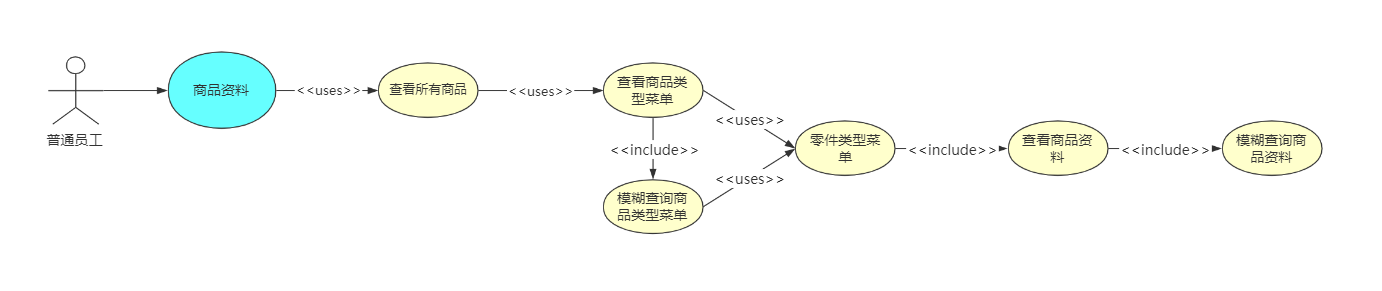 普通员工
商品资料
<<uses>>
查看所有商品
<<uses>>
查看商品类
型菜单
<<include>>
模糊查询商
品类型菜单
<<uses>>
<<uses>>
零件类型菜
单
<<include>>
查看商品资
料
<<include>>
模糊查询商
品资料